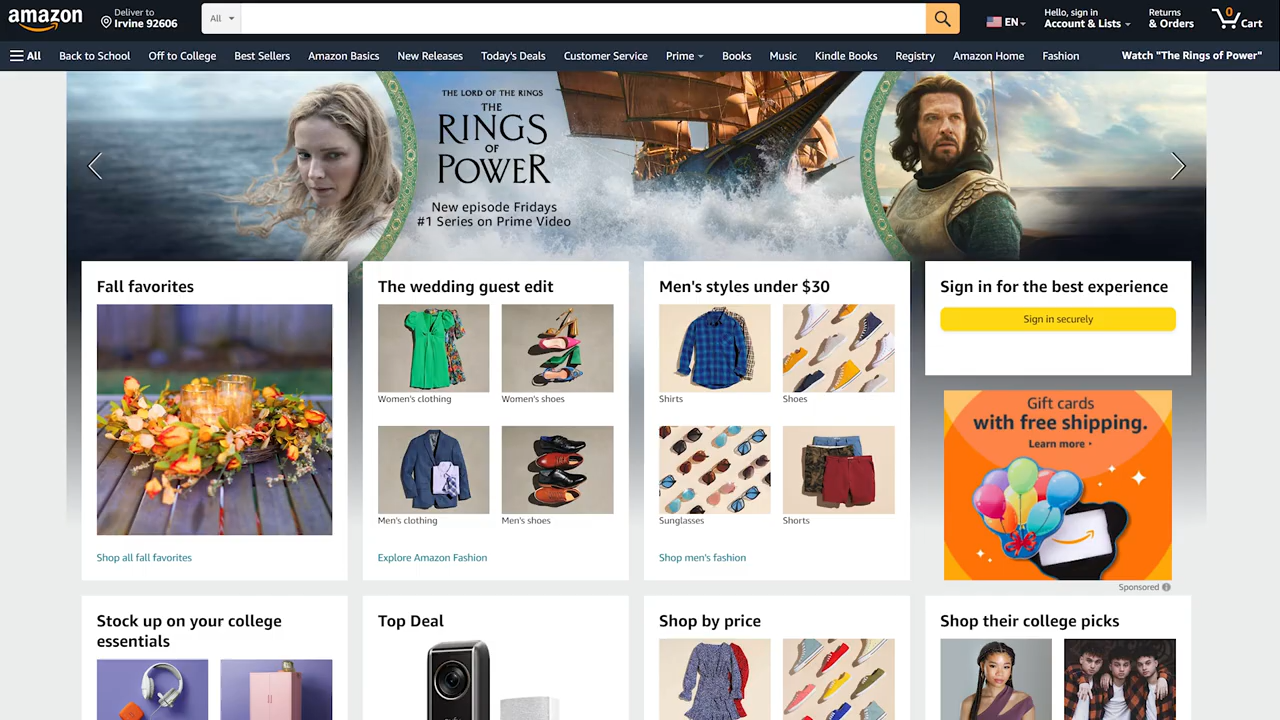 amazon
Deliver to
Irvine 92606
All
EN
Hello, sign in
Account & Lists
Returns
& Orders
0
Cart
All
Back to School
Off to College
Best Sellers
Amazon Basics
New Releases
Today's Deals
Customer Service
Prime
Books
Music
Kindle Books
Registry
Amazon Home
Fashion
Watch "The Rings of Power"
THE LORD OF THE RINGS
THE
RINGS
OF
POWER
New episode Fridays
#1 Series on Prime Video
Fall favorites
Shop all fall favorites
The wedding guest edit
Women's clothing
Women's shoes
Men's clothing
Men's shoes
Explore Amazon Fashion
Men's styles under $30
Shirts
Shoes
Sunglasses
Shorts
Shop men's fashion
Sign in for the best experience
Sign in securely
Gift cards
with free shipping.
Learn more
Sponsored
Stock up on your college
essentials
Top Deal
Shop by price
Shop their college picks